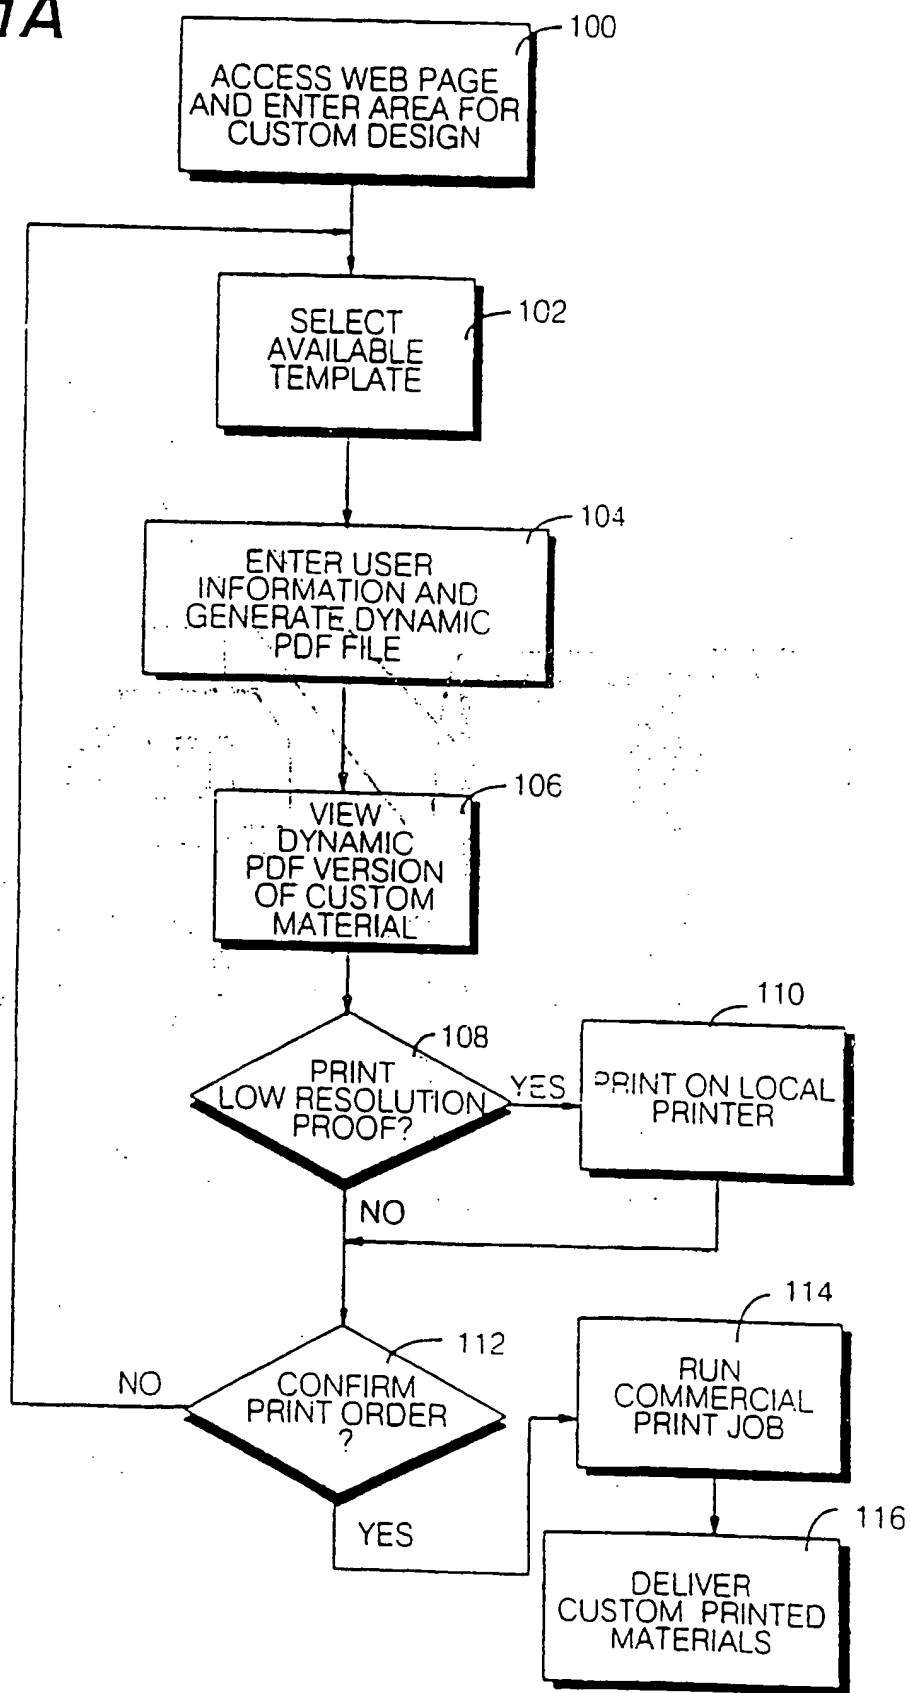 1A
100
ACCESS WEB PAGE
AND ENTER AREA FOR
CUSTOM DESIGN
102
SELECT
AVAILABLE
TEMPLATE
104
ENTER USER
INFORMATION AND
GENERATE DYNAMIC
PDF FILE
106
VIEW
DYNAMIC
PDF VERSION
OF CUSTOM
MATERIAL
108
PRINT
LOW RESOLUTION
PROOF?
YES
110
PRINT ON LOCAL
PRINTER
NO
112
CONFIRM
PRINT ORDER
?
NO
YES
114
RUN
COMMERCIAL
PRINT JOB
116
DELIVER
CUSTOM PRINTED
MATERIALS